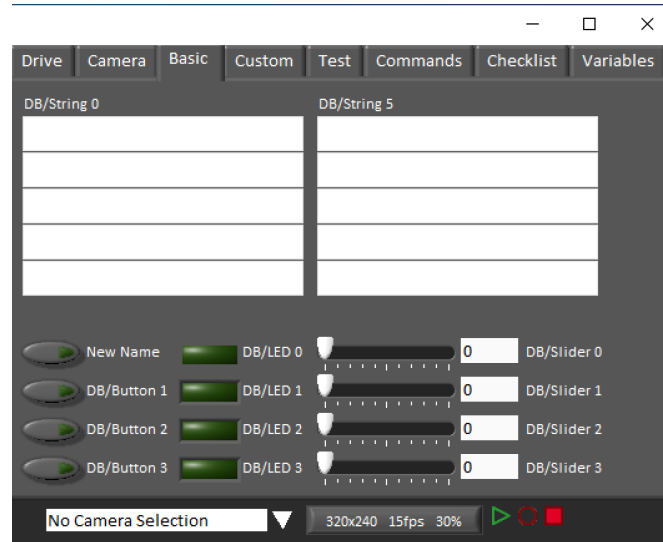 Drive Camera Basic Custom Test Commands Checklist Variables
DB/String 0 DB/String 5
New Name DB/LED 0 0 DB/Slider 0
DB/Button 1 DB/LED 1 0 DB/Slider 1
DB/Button 2 DB/LED 2 0 DB/Slider 2
DB/Button 3 DB/LED 3 0 DB/Slider 3
No Camera Selection 320x240 15fps 30%